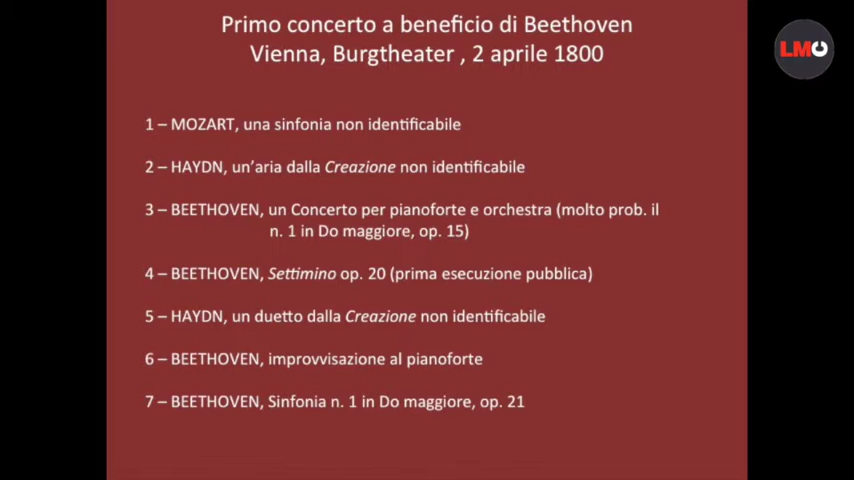 Primo concerto a beneficio di Beethoven
Vienna, Burgtheater , 2 aprile 1800
LMO
1 – MOZART, una sinfonia non identificabile
2 – HAYDN, un’aria dalla Creazione non identificabile
3 – BEETHOVEN, un Concerto per pianoforte e orchestra (molto prob. il
n. 1 in Do maggiore, op. 15)
4 – BEETHOVEN, Settimino op. 20 (prima esecuzione pubblica)
5 – HAYDN, un duetto dalla Creazione non identificabile
6 – BEETHOVEN, improvvisazione al pianoforte
7 – BEETHOVEN, Sinfonia n. 1 in Do maggiore, op. 21